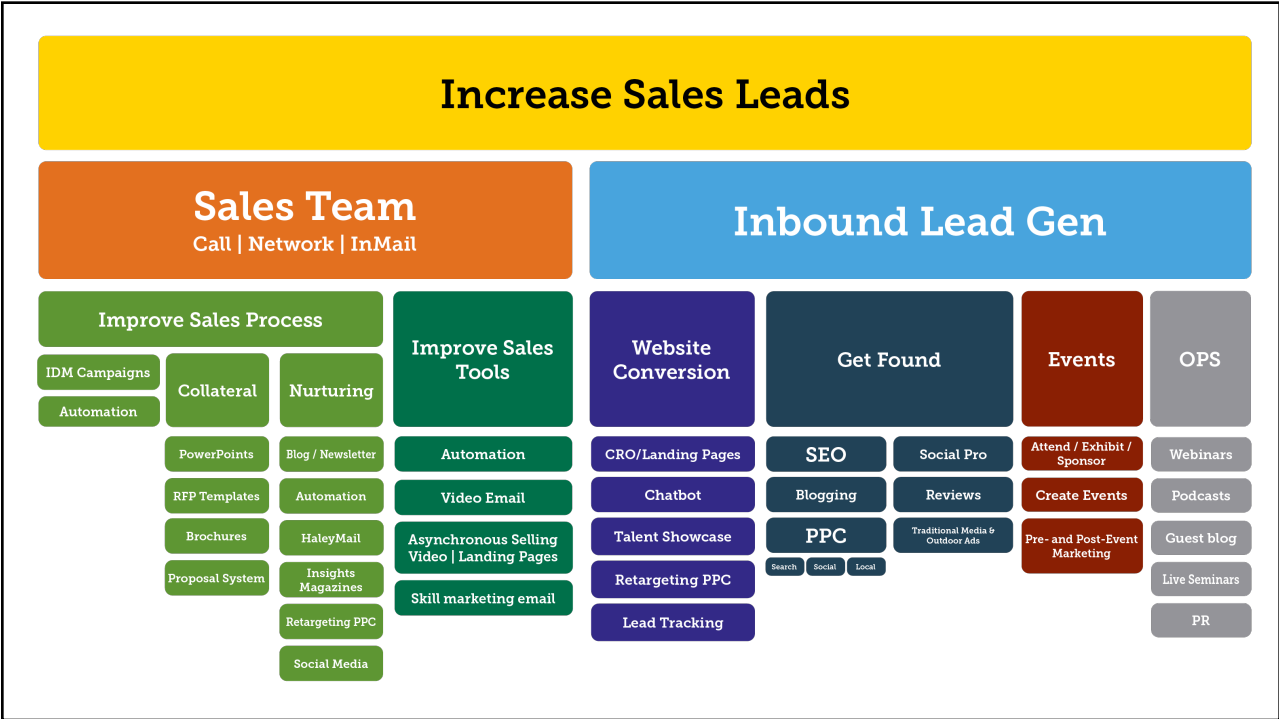 Increase Sales Leads
Sales Team
Call | Network | InMail
Inbound Lead Gen
Improve Sales Process
IDM Campaigns
Automation
Collateral
PowerPoints
RFP Templates
Brochures
Proposal System
Nurturing
Blog / Newsletter
Automation
HaleyMail
Insights
Magazines
Retargeting PPC
Social Media
Improve Sales
Tools
Automation
Video Email
Asynchronous Selling
Video | Landing Pages
Skill marketing email
Website
Conversion
CRO/Landing Pages
Chatbot
Talent Showcase
Retargeting PPC
Lead Tracking
Get Found
SEO
Blogging
PPC
Search
Social
Local
Social Pro
Reviews
Traditional Media &
Outdoor Ads
Events
Attend / Exhibit /
Sponsor
Create Events
Pre- and Post-Event
Marketing
OPS
Webinars
Podcasts
Guest blog
Live Seminars
PR